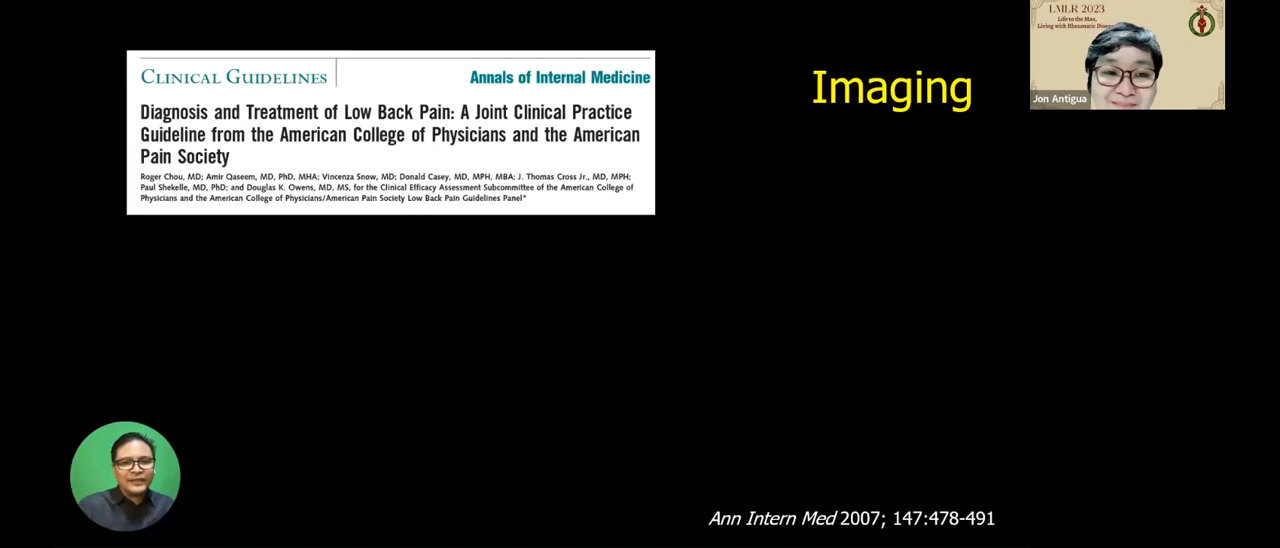 CLINICAL GUIDELINES
Annals of Internal Medicine
Diagnosis and Treatment of Low Back Pain: A Joint Clinical Practice
Guideline from the American College of Physicians and the American
Pain Society
Roger Chou, MD; Amir Qaseem, MD, PhD, MHA; Vincenza Snow, MD; Donald Casey, MD, MPH, MBA; J. Thomas Cross Jr., MD, MPH;
Paul Shekelle, MD, PhD; and Douglas K. Owens, MD, MS, for the Clinical Efficacy Assessment Subcommittee of the American College of
Physicians and the American College of Physicians/American Pain Society Low Back Pain Guidelines Panel*
Imaging
LMLR 2023
Life to the Max,
Living with Rheumatic
Jon Antigua
Ann Intern Med 2007; 147:478-491